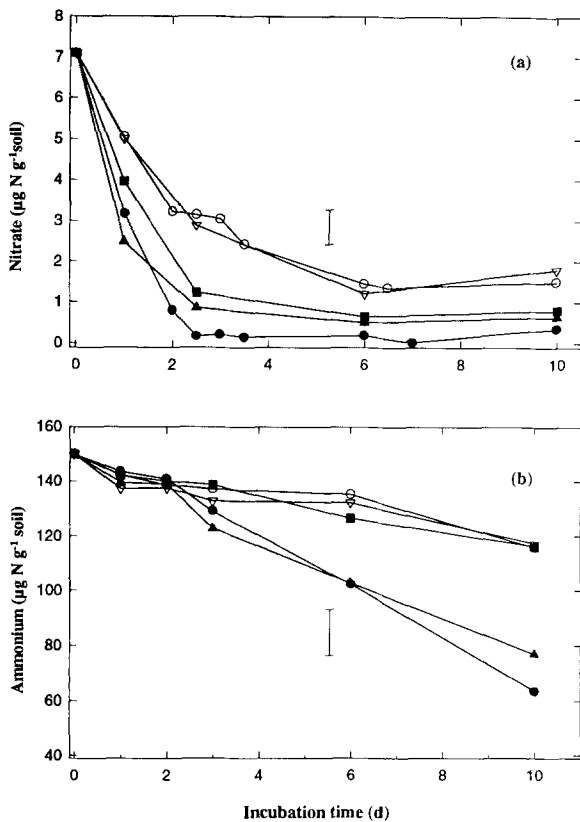 8
7
6
5
4
3
2
1
0
Nitrate (µg N g⁻¹soil)
(a)
0 2 4 6 8 10
160
140
120
100
80
60
40
Ammonium (µg N g⁻¹ soil)
(b)
0 2 4 6 8 10
Incubation time (d)